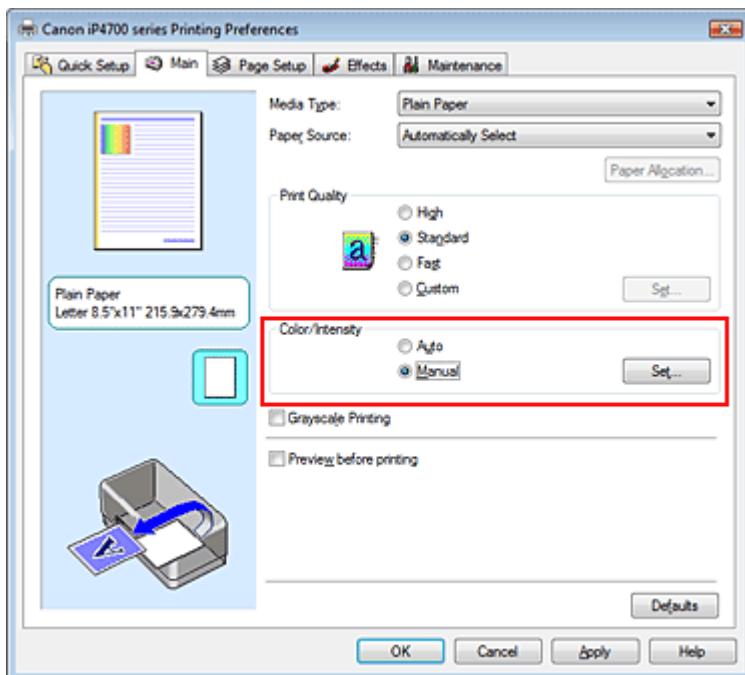 Canon iP4700 series Printing Preferences
Quick Setup Main Page Setup Effects Maintenance
Media Type: Plain Paper
Paper Source: Automatically Select
Paper Allocation...
Print Quality
High
Standard
Fast
Custom Set...
Plain Paper
Letter 8.5"x11" 215.9x279.4mm
Color/Intensity
Auto
Manual Set...
Grayscale Printing
Preview before printing
Defaults
OK Cancel Apply Help